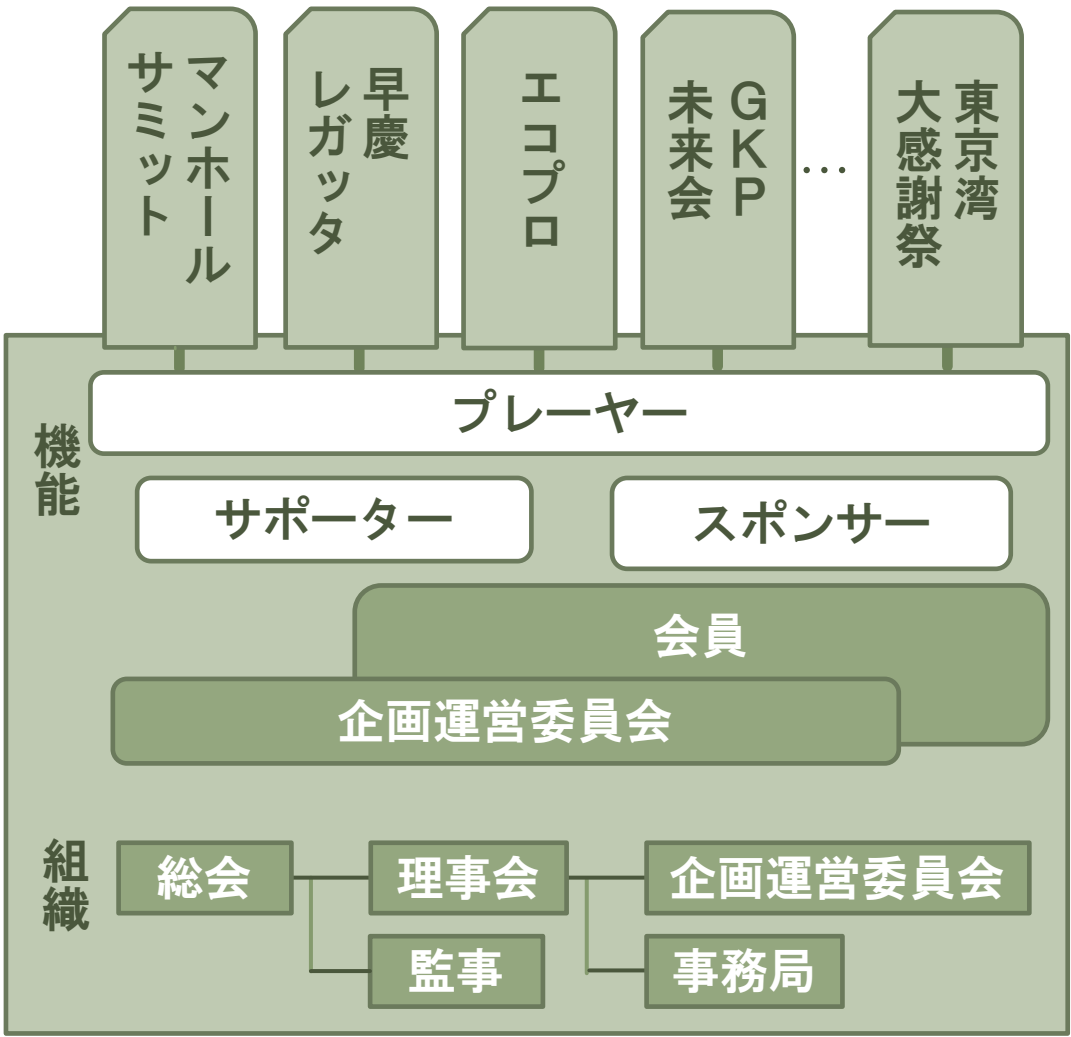 マンホール
サミット
早慶
レガッタ
エコプロ
ＧＫＰ
未来会
…
東京湾
大感謝祭
機能
プレーヤー
サポーター
スポンサー
会員
企画運営委員会
組織
総会
理事会
企画運営委員会
監事
事務局